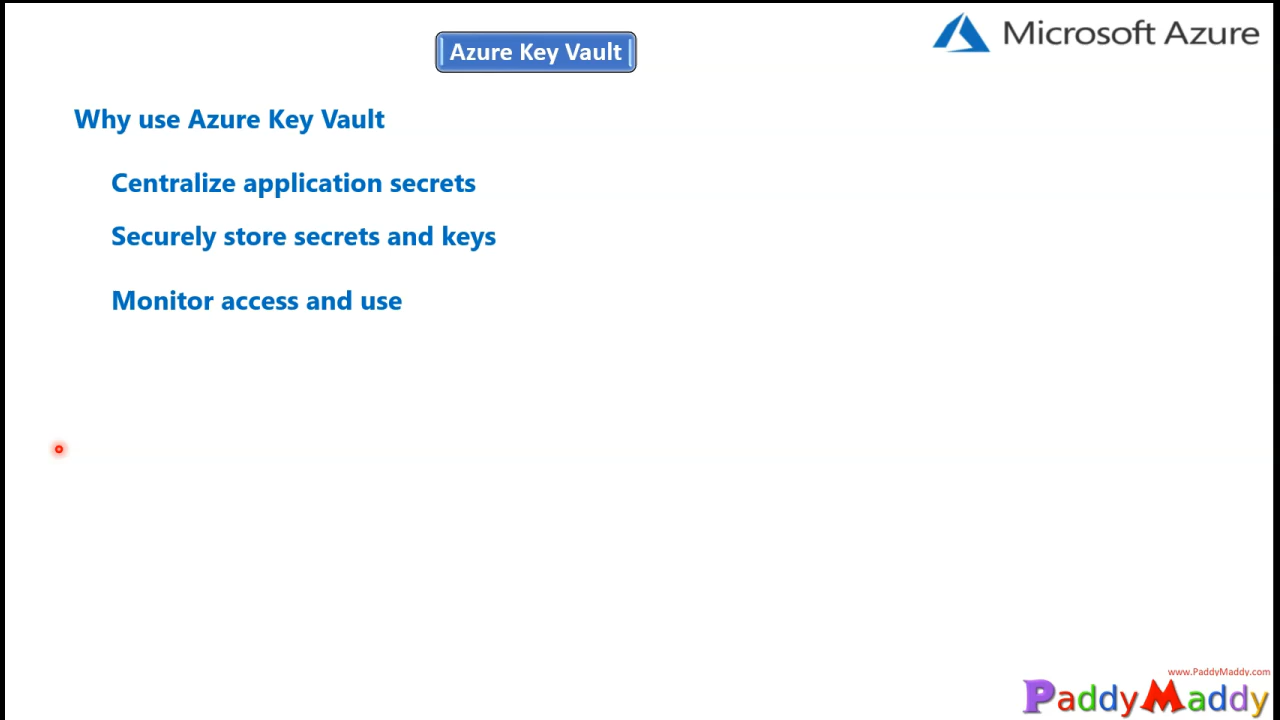 Microsoft Azure
Azure Key Vault
Why use Azure Key Vault
Centralize application secrets
Securely store secrets and keys
Monitor access and use
www.PaddyMaddy.com
PaddyMaddy